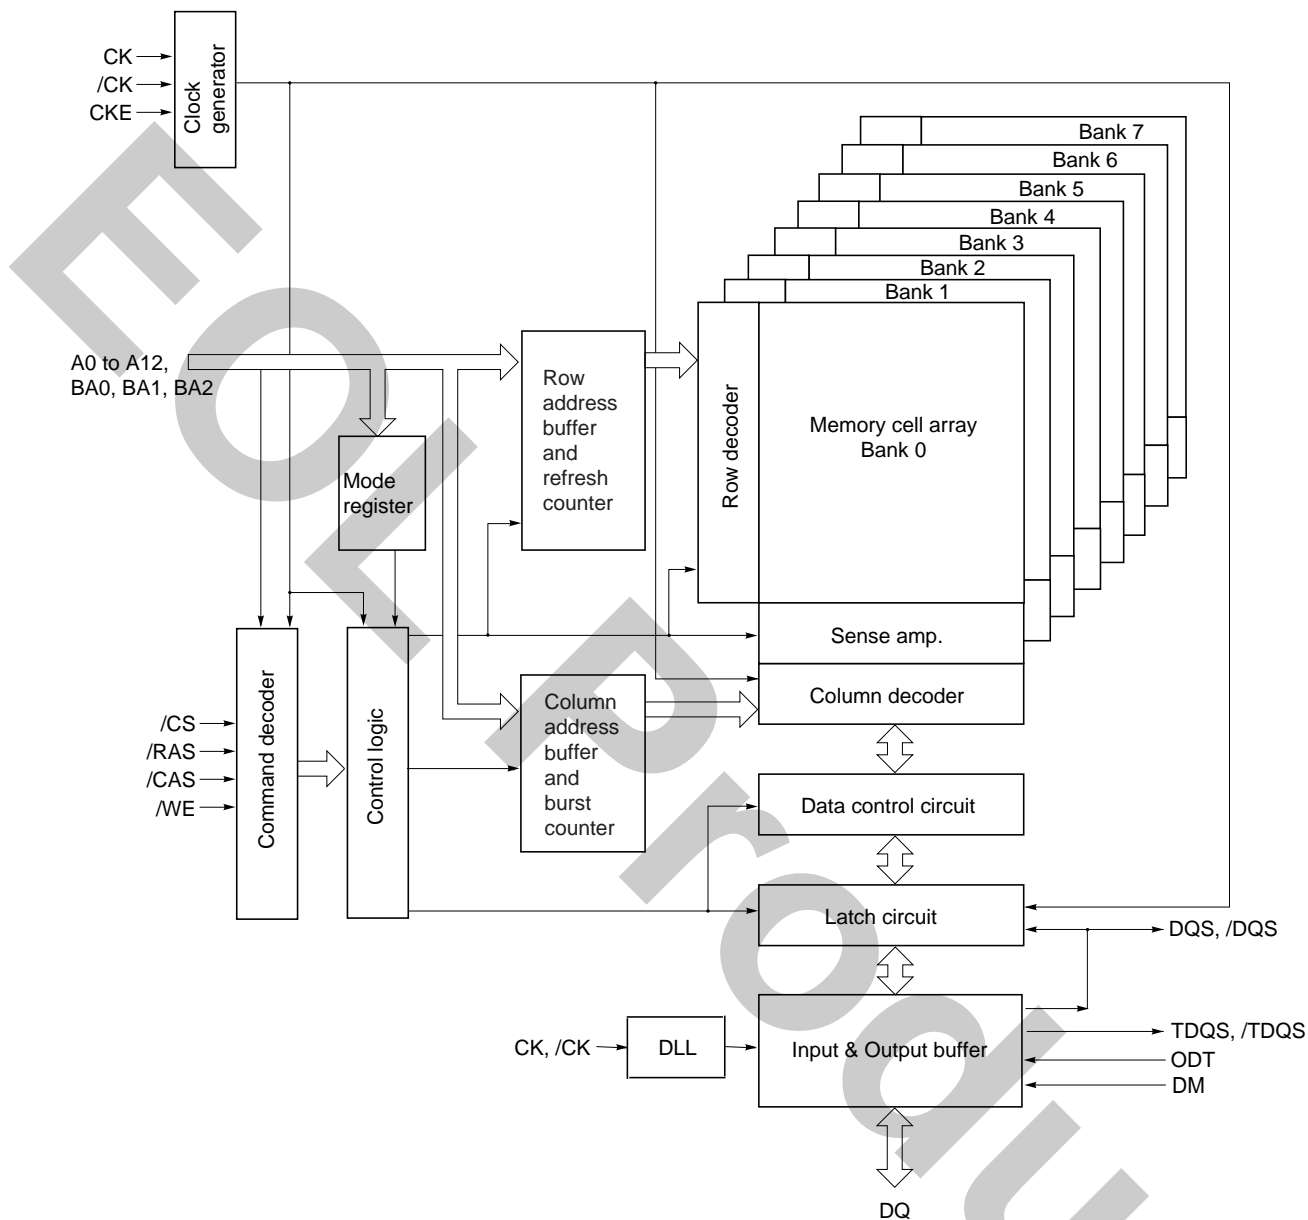 CK
/CK
CKE
Clock
generator
Bank 7
Bank 6
Bank 5
Bank 4
Bank 3
Bank 2
Bank 1
A0 to A12,
BA0, BA1, BA2
Mode
register
Row
address
buffer
and
refresh
counter
Row decoder
Memory cell array
Bank 0
Sense amp.
Column decoder
/CS
/RAS
/CAS
/WE
Command decoder
Control logic
Column
address
buffer
and
burst
counter
Data control circuit
Latch circuit
DQS, /DQS
CK, /CK
DLL
Input & Output buffer
TDQS, /TDQS
ODT
DM
DQ
EOL Produ